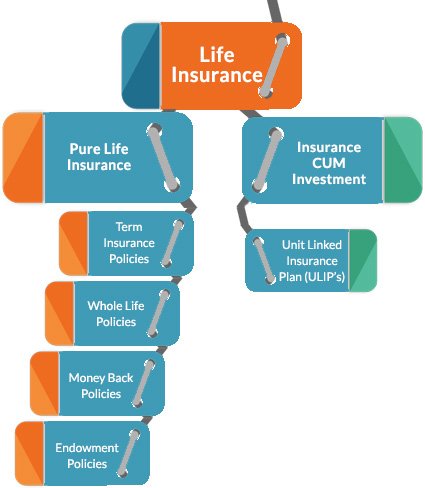 Life
Insurance
Pure Life
Insurance
Insurance
CUM
Investment
Term
Insurance
Policies
Unit Linked
Insurance
Plan (ULIP's)
Whole Life
Policies
Money Back
Policies
Endowment
Policies